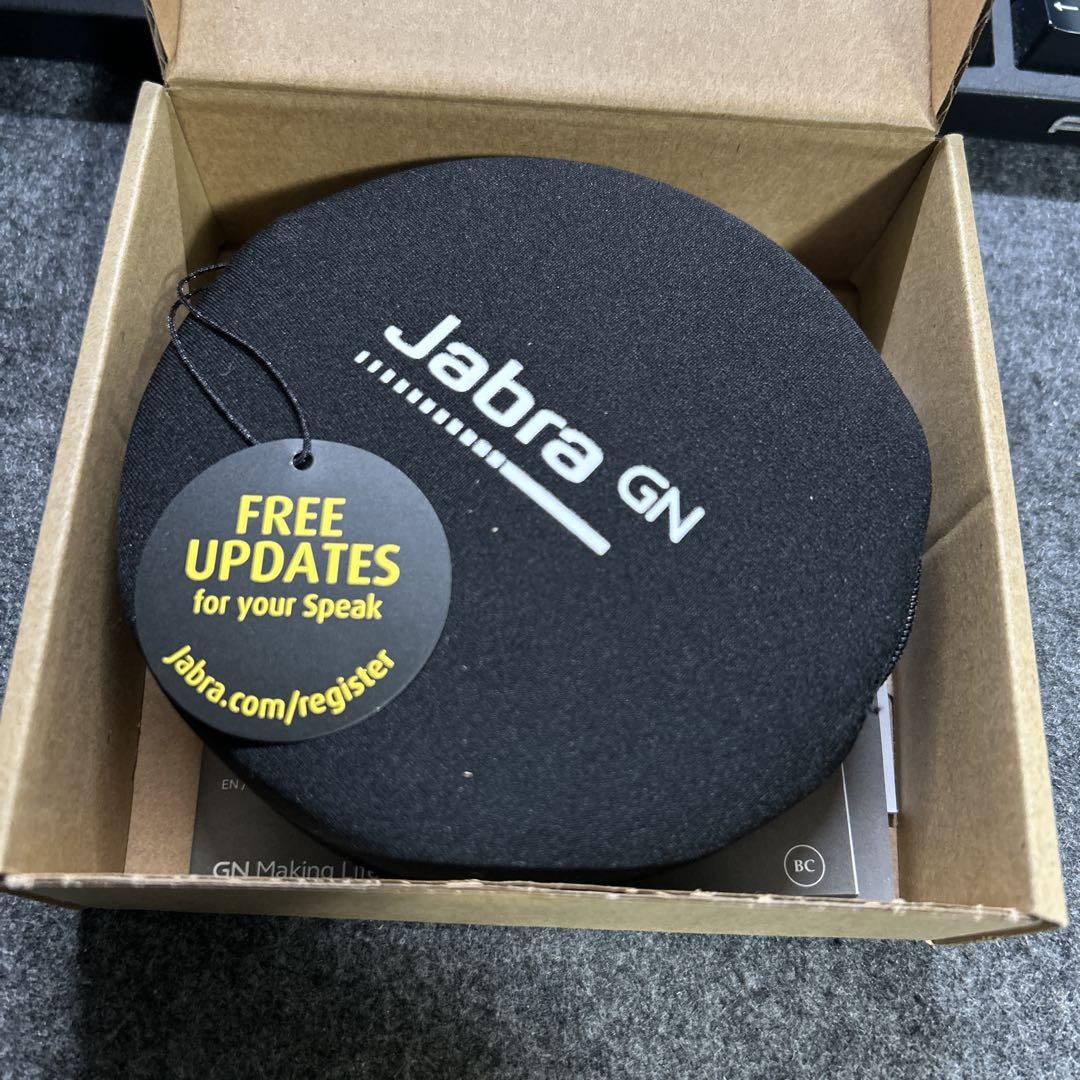 Jabra GN
FREE
UPDATES
for your Speak
Jabra.com/register
EN /
GN Making Life
BC